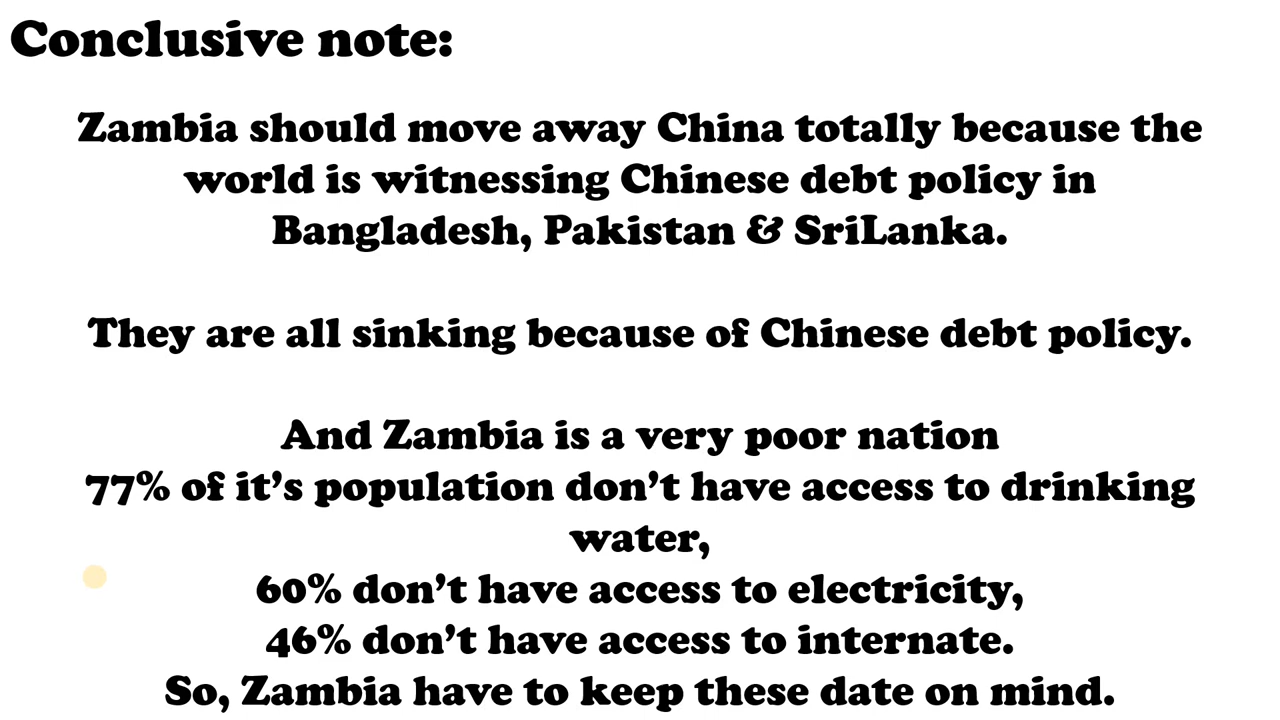 Conclusive note:
Zambia should move away China totally because the
world is witnessing Chinese debt policy in
Bangladesh, Pakistan & SriLanka.
They are all sinking because of Chinese debt policy.
And Zambia is a very poor nation
77% of it’s population don’t have access to drinking
water,
60% don’t have access to electricity,
46% don’t have access to internate.
So, Zambia have to keep these date on mind.